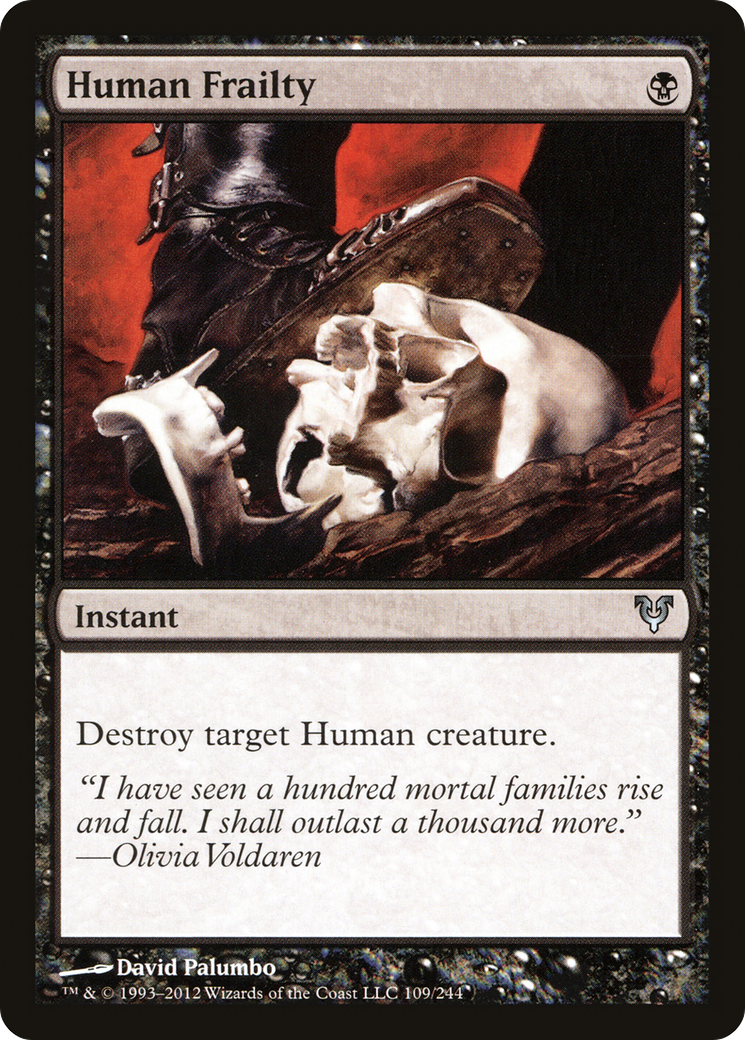 Human Frailty
Instant
Destroy target Human creature.
“I have seen a hundred mortal families rise
and fall. I shall outlast a thousand more.”
—Olivia Voldaren
David Palumbo
™ & © 1993–2012 Wizards of the Coast LLC 109/244